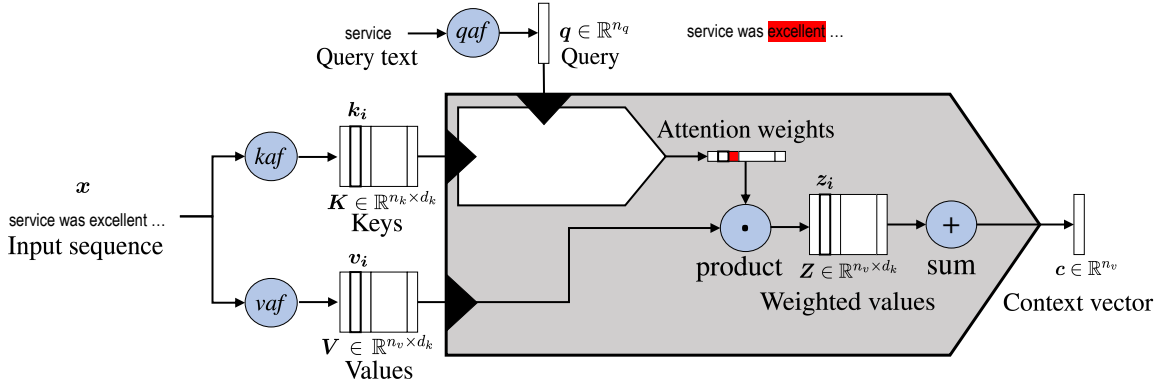 service
Query text
qaf
q ∈ ℝ^{n_q}
Query
service was excellent ...
k_i
Attention weights
kaf
x
K ∈ ℝ^{n_k×d_k}
Keys
z_i
service was excellent ...
Input sequence
·
+
product
Z ∈ ℝ^{n_v×d_k}
sum
c ∈ ℝ^{n_v}
v_i
Weighted values
Context vector
vaf
V ∈ ℝ^{n_v×d_k}
Values